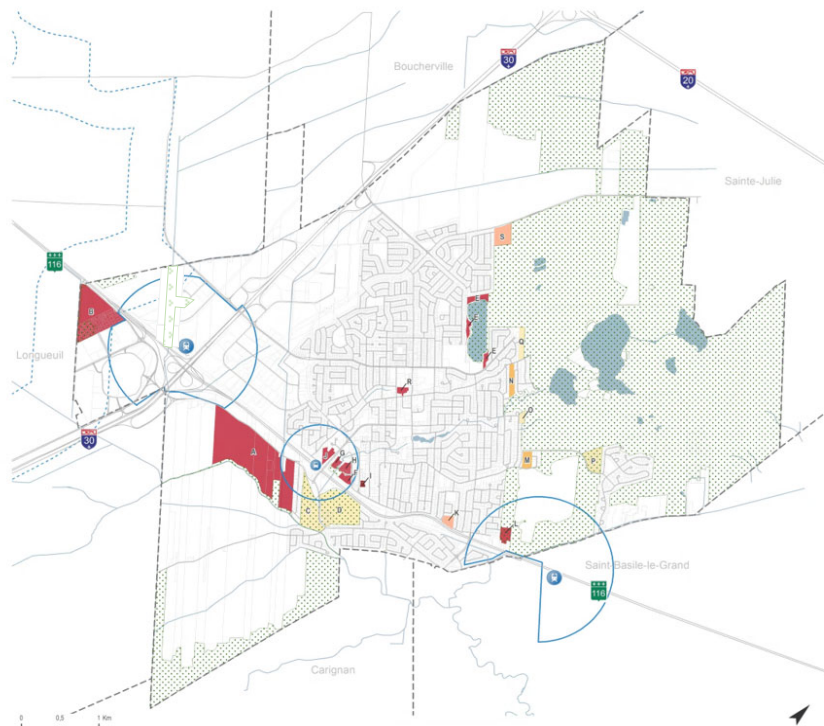 Boucherville
30
20
Sainte-Julie
116
S
B
E
E
Q
Longueuil
E
N
R
O
30
A
G
H
M
P
J
C
D
K
L
Saint-Basile-le-Grand
116
Carignan
0 0,5 1 Km